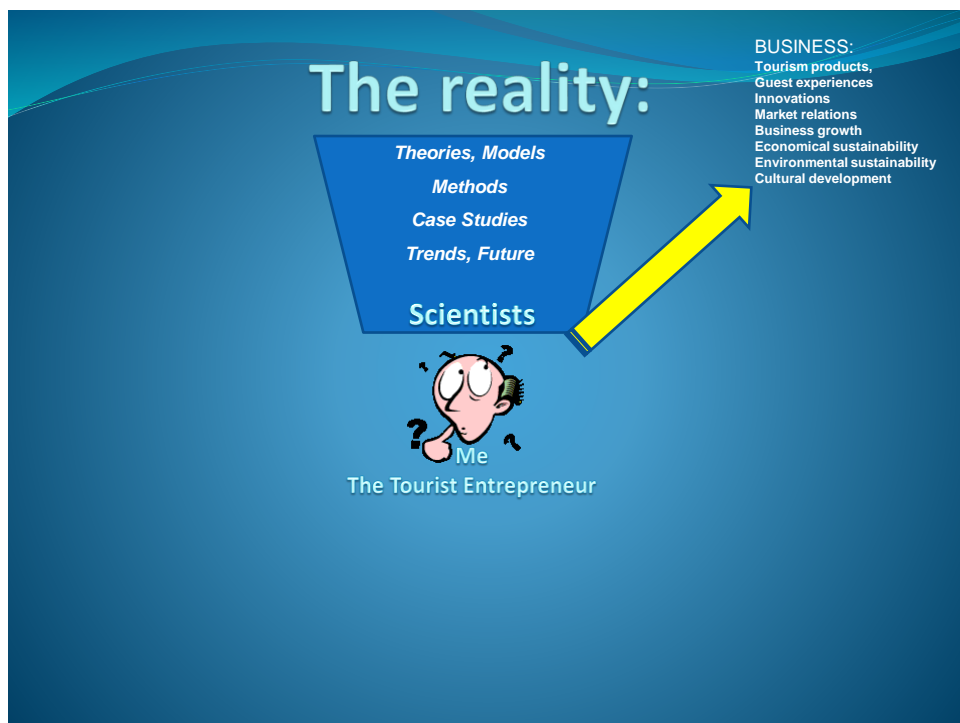 The reality:
BUSINESS:
Tourism products,
Guest experiences
Innovations
Market relations
Business growth
Economical sustainability
Environmental sustainability
Cultural development
Theories, Models
Methods
Case Studies
Trends, Future
Scientists
? ? ? ?
Me
The Tourist Entrepreneur